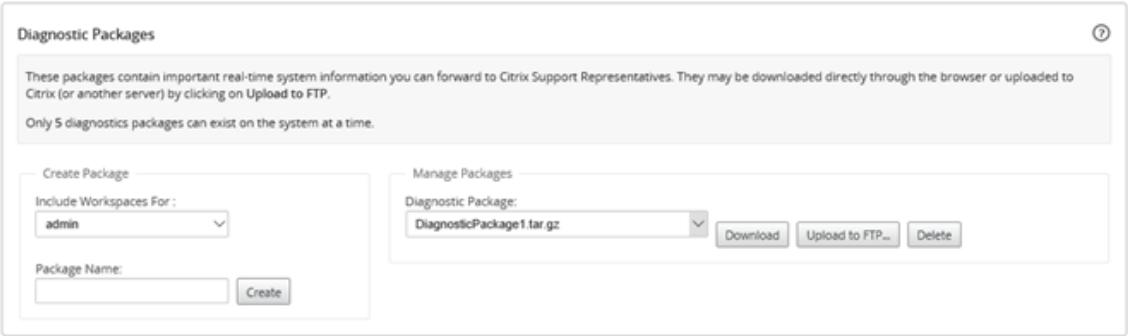 Diagnostic Packages
These packages contain important real-time system information you can forward to Citrix Support Representatives. They may be downloaded directly through the browser or uploaded to
Citrix (or another server) by clicking on Upload to FTP.
Only 5 diagnostics packages can exist on the system at a time.
Create Package
Include Workspaces For :
admin
Package Name:
Create
Manage Packages
Diagnostic Package:
DiagnosticPackage1.tar.gz
Download
Upload to FTP...
Delete